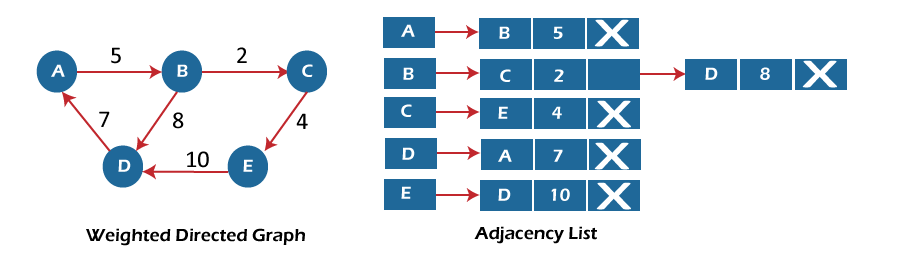 5
2
A
B
C
7
8
4
D
10
E
Weighted Directed Graph
A B 5 X
B C 2 D 8 X
C E 4 X
D A 7 X
E D 10 X
Adjacency List